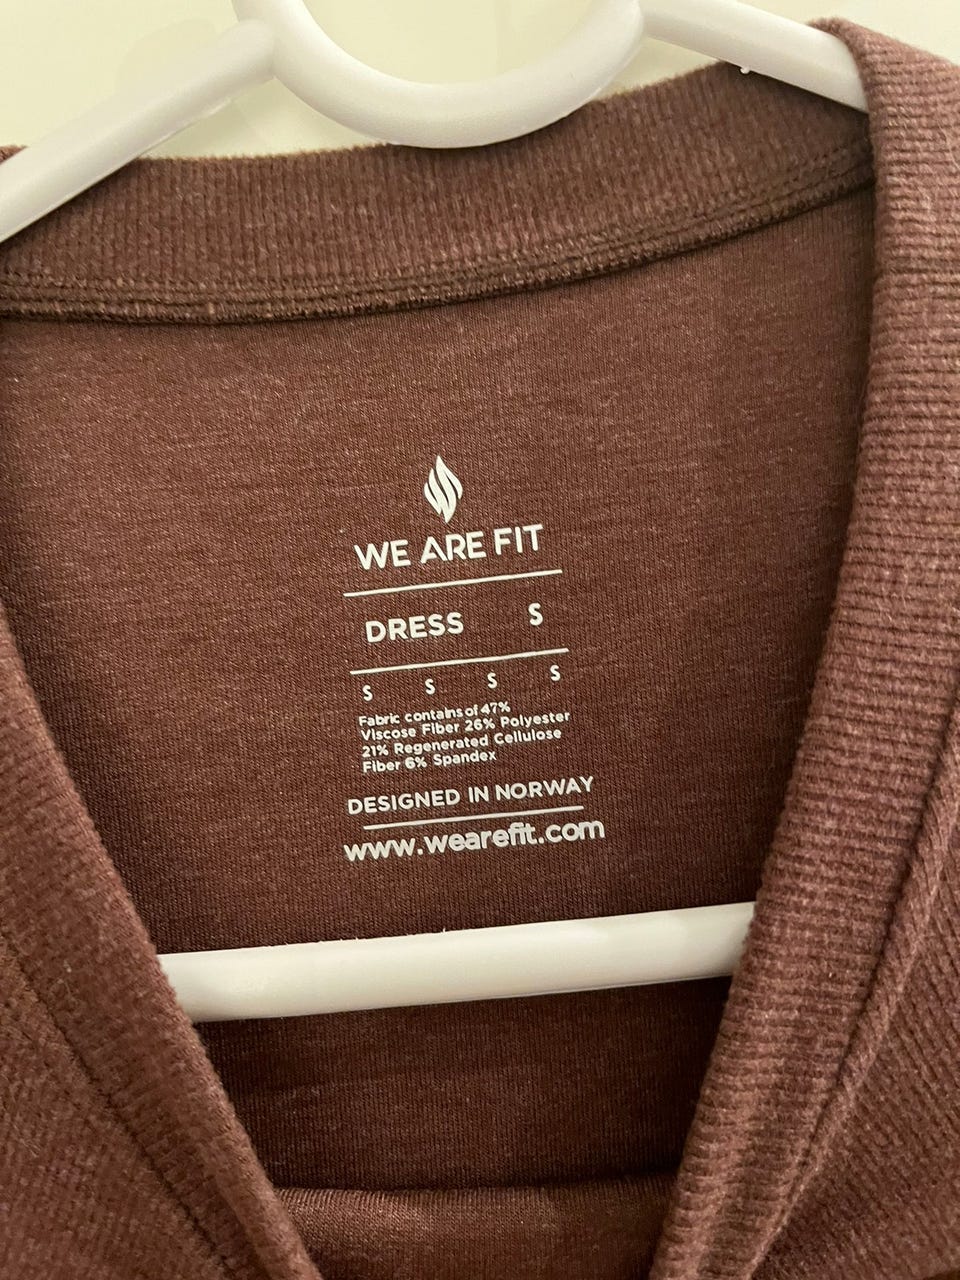 WE ARE FIT
DRESS S
S S S S
Fabric contains of 47%
Viscose Fiber 26% Polyester
21% Regenerated Cellulose
Fiber 6% Spandex
DESIGNED IN NORWAY
www.wearefit.com